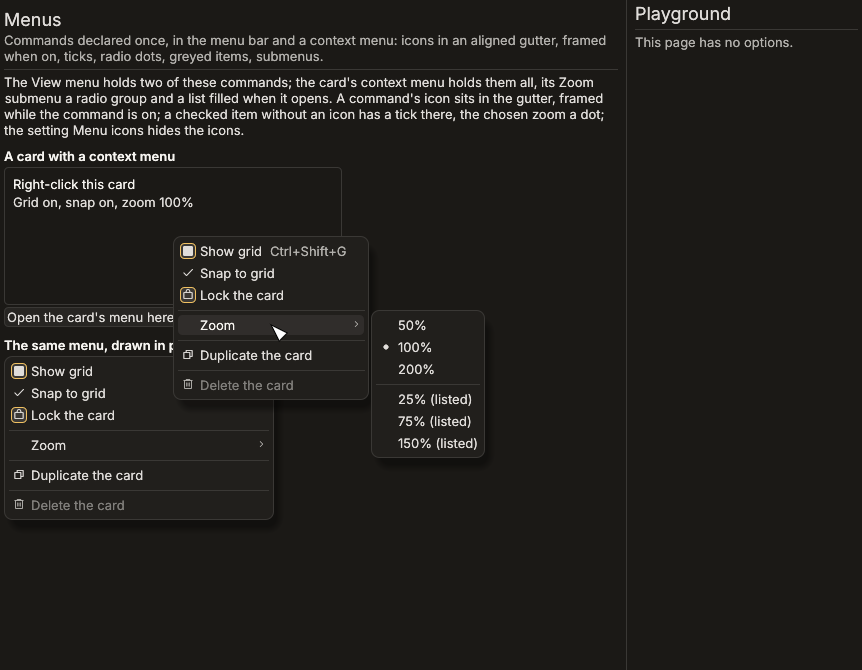 Menus
Commands declared once, in the menu bar and a context menu: icons in an aligned gutter, framed
when on, ticks, radio dots, greyed items, submenus.
The View menu holds two of these commands; the card's context menu holds them all, its Zoom
submenu a radio group and a list filled when it opens. A command's icon sits in the gutter, framed
while the command is on; a checked item without an icon has a tick there, the chosen zoom a dot;
the setting Menu icons hides the icons.
A card with a context menu
Right-click this card
Grid on, snap on, zoom 100%
Show grid Ctrl+Shift+G
Snap to grid
Lock the card
Zoom
Duplicate the card
Delete the card
50%
100%
200%
25% (listed)
75% (listed)
150% (listed)
Open the card's menu here
The same menu, drawn in
Show grid
Snap to grid
Lock the card
Zoom
Duplicate the card
Delete the card
Playground
This page has no options.